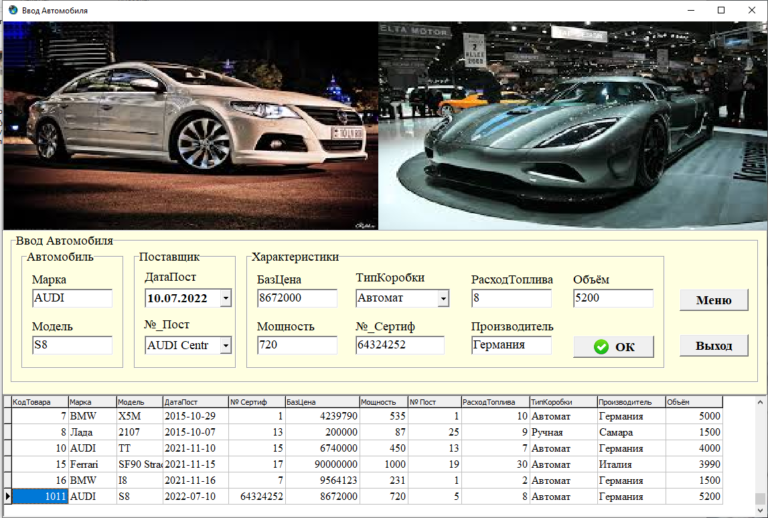 Ввод Автомобиля
ELTA MOTOR
2
Ввод Автомобиля
Автомобиль
Поставщик
Характеристики
Марка
ДатаПост
БазЦена
ТипКоробки
РасходТоплива
Объём
AUDI
10.07.2022
8672000
Автомат
8
5200
Меню
Модель
№_Пост
Мощность
№_Сертиф
Производитель
S8
AUDI Centr
720
64324252
Германия
ОК
Выход
КодТовара Марка Модель ДатаПост № Сертиф БазЦена Мощность № Пост РасходТоплива ТипКоробки Производитель Объём
7 BMW X5M 2015-10-29 1 4239790 535 1 10 Автомат Германия 5000
8 Лада 2107 2015-10-07 13 200000 87 25 9 Ручная Самара 1500
10 AUDI TT 2021-11-10 15 6740000 450 13 7 Автомат Германия 4000
15 Ferrari SF90 Strac 2021-11-15 17 90000000 1000 19 30 Автомат Италия 3990
16 BMW I8 2021-11-16 7 9564123 231 1 2 Автомат Германия 1500
1011 AUDI S8 2022-07-10 64324252 8672000 720 5 8 Автомат Германия 5200